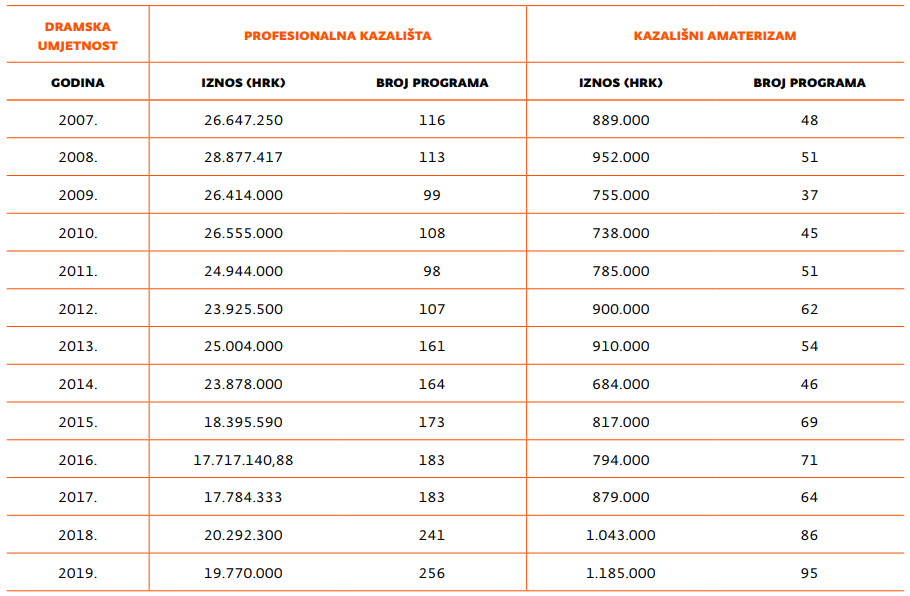 DRAMSKA
UMJETNOST
PROFESIONALNA KAZALIŠTA
KAZALIŠNI AMATERIZAM
GODINA IZNOS (HRK) BROJ PROGRAMA IZNOS (HRK) BROJ PROGRAMA
2007. 26.647.250 116 889.000 48
2008. 28.877.417 113 952.000 51
2009. 26.414.000 99 755.000 37
2010. 26.555.000 108 738.000 45
2011. 24.944.000 98 785.000 51
2012. 23.925.500 107 900.000 62
2013. 25.004.000 161 910.000 54
2014. 23.878.000 164 684.000 46
2015. 18.395.590 173 817.000 69
2016. 17.717.140,88 183 794.000 71
2017. 17.784.333 183 879.000 64
2018. 20.292.300 241 1.043.000 86
2019. 19.770.000 256 1.185.000 95